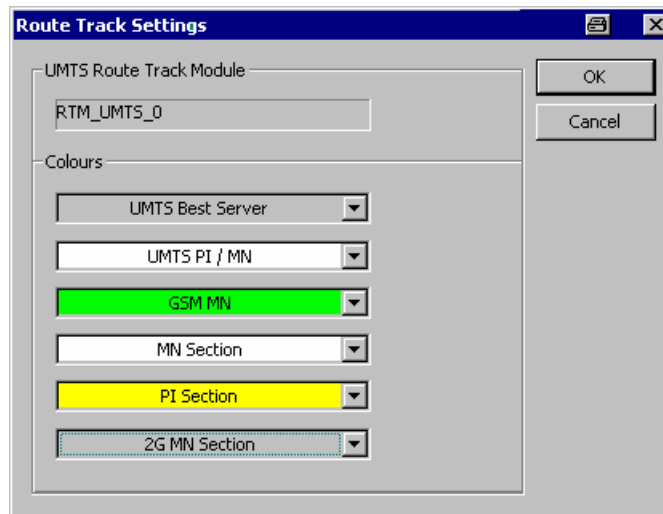 Route Track Settings
UMTS Route Track Module
OK
RTM_UMTS_0
Cancel
Colours
UMTS Best Server
UMTS PI / MN
GSM MN
MN Section
PI Section
2G MN Section